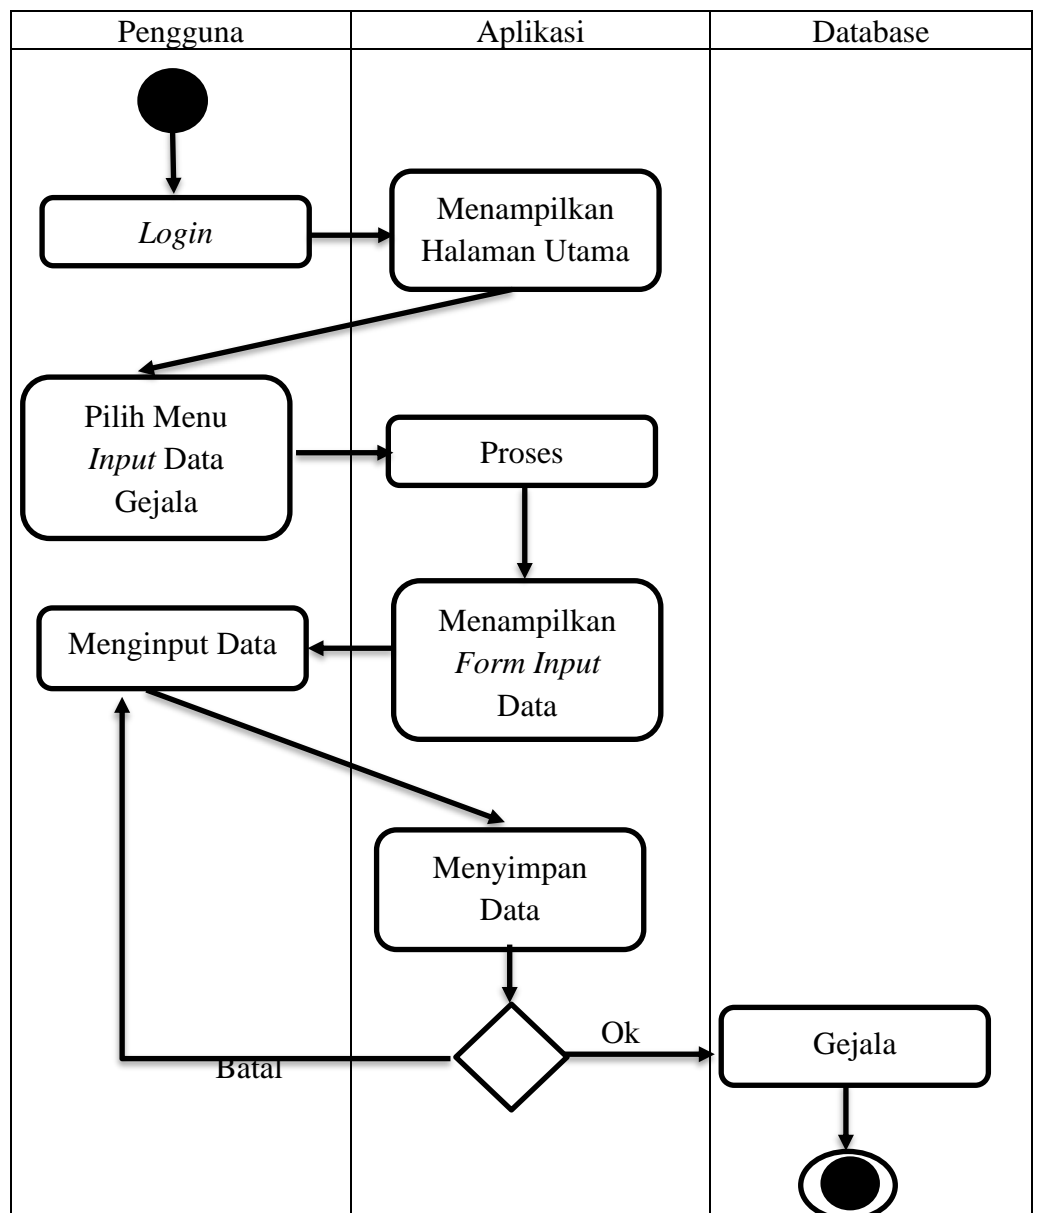 Pengguna
Aplikasi
Database
Login
Menampilkan
Halaman Utama
Pilih Menu
Input Data
Gejala
Proses
Menampilkan
Form Input
Data
Menginput Data
Menyimpan
Data
Ok
Gejala
Batal